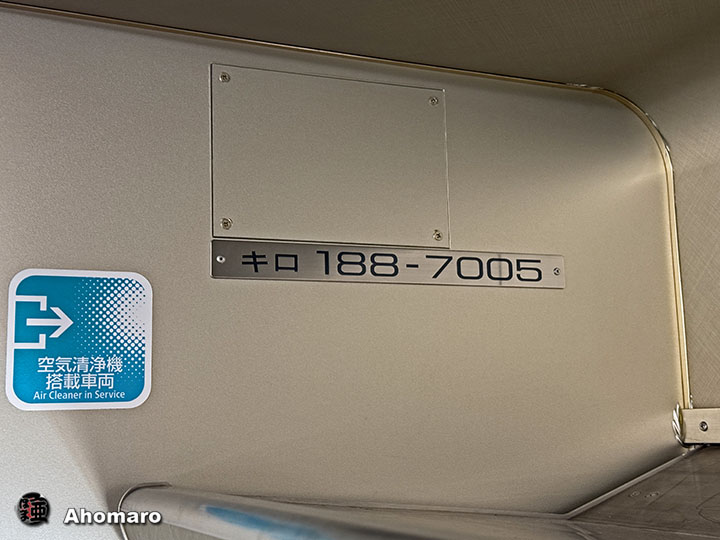 キロ 188-7005
空気清浄機
搭載車両
Air Cleaner in Service
Ahomaro